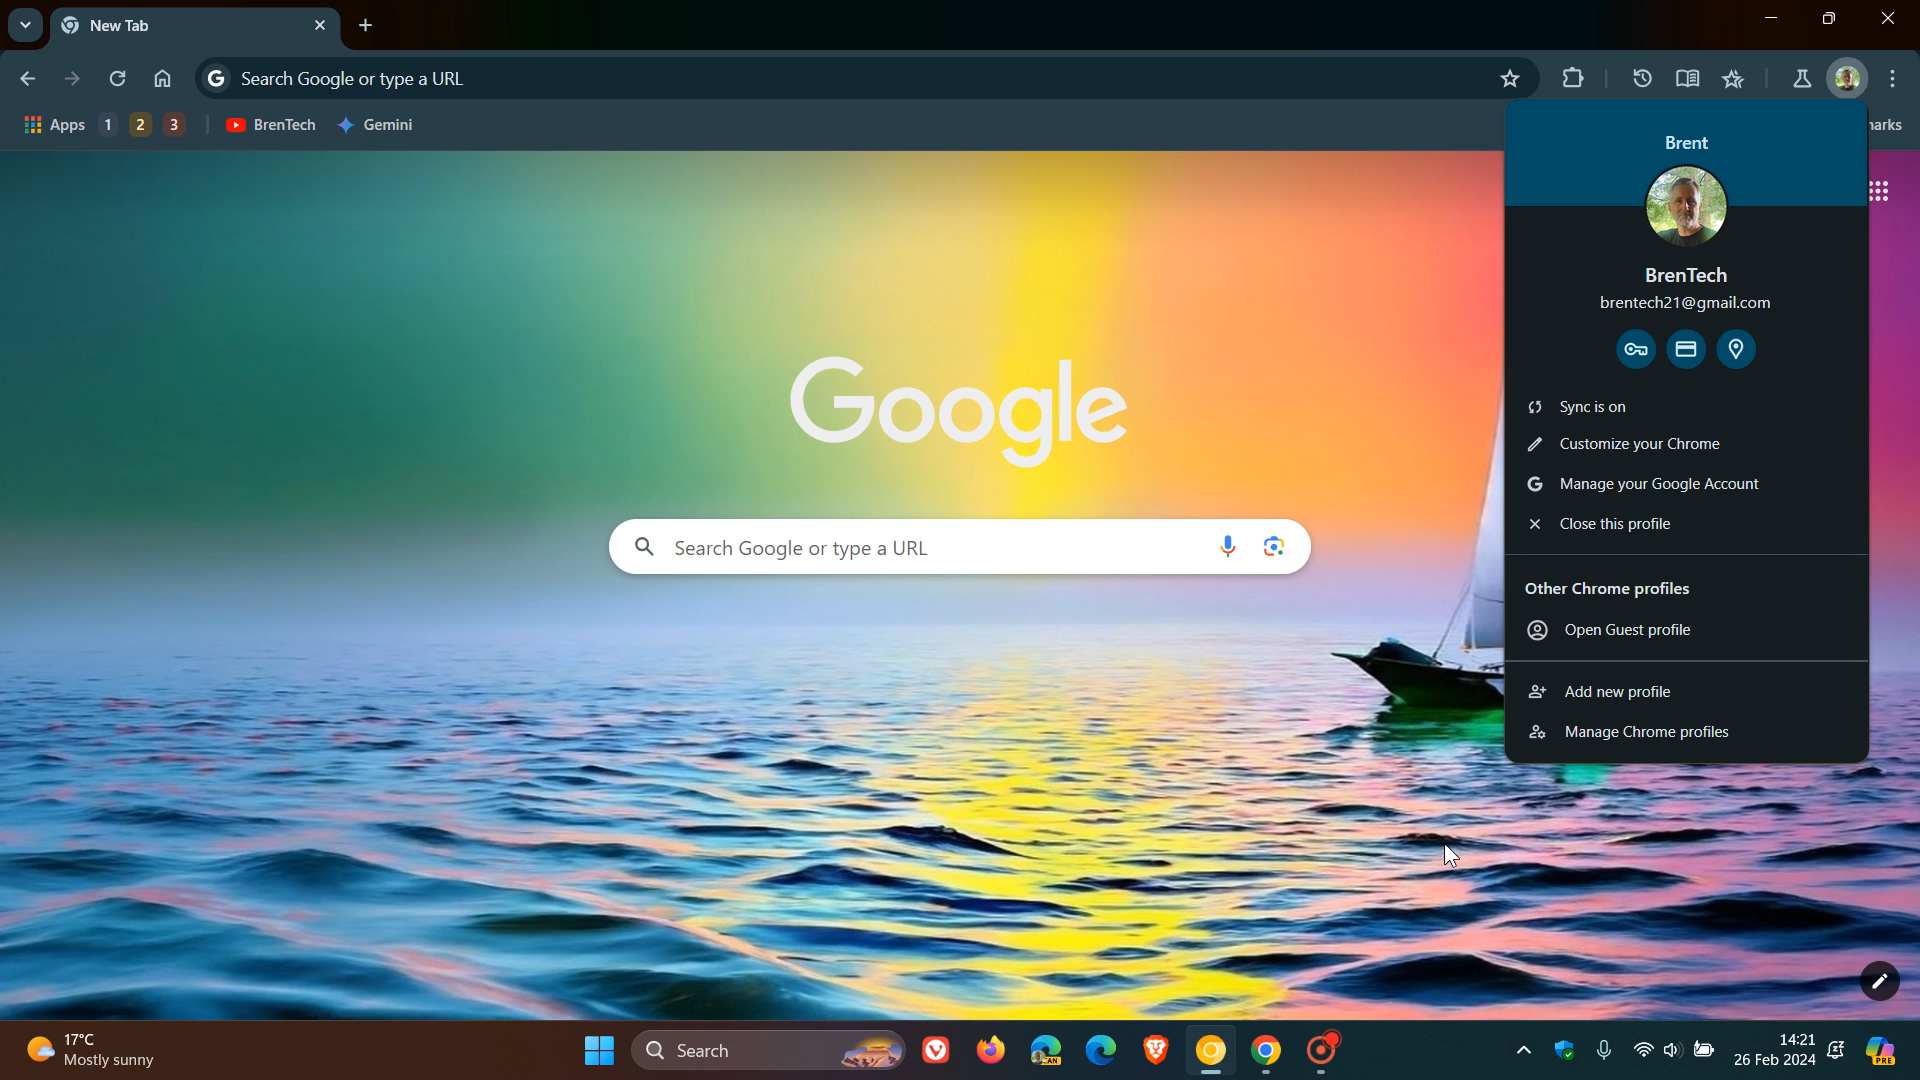 New Tab
Search Google or type a URL
Apps 1 2 3 BrenTech Gemini
arks
Brent
BrenTech
brentech21@gmail.com
Sync is on
Customize your Chrome
Manage your Google Account
Close this profile
Other Chrome profiles
Open Guest profile
Add new profile
Manage Chrome profiles
Google
Search Google or type a URL
17°C
Mostly sunny
Search
CAN
14:21
26 Feb 2024
PRE